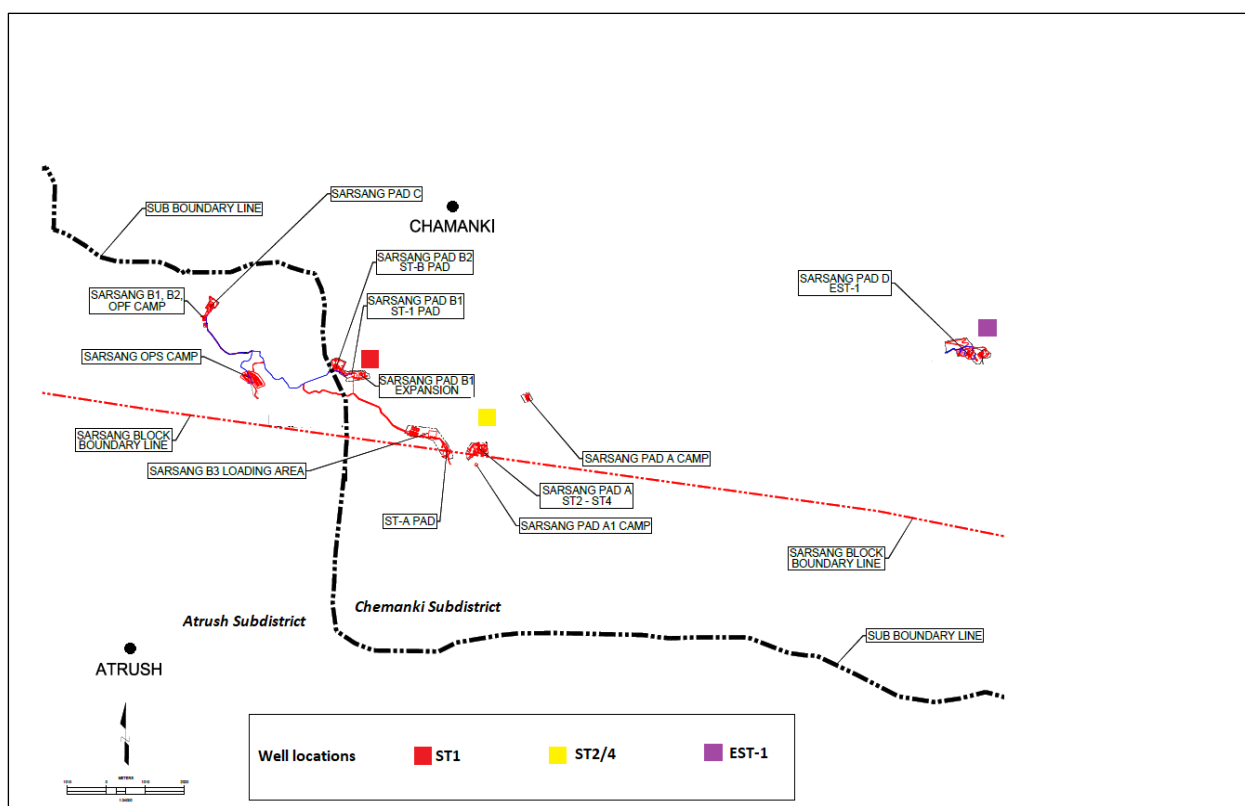 SARSANG PAD C
SUB BOUNDARY LINE
CHAMANKI
SARSANG PAD B2
ST-B PAD
SARSANG PAD D
EST-1
SARSANG B1, B2,
OPF CAMP
SARSANG PAD B1
ST-1 PAD
SARSANG OPS CAMP
SARSANG PAD B1
EXPANSION
SARSANG BLOCK
BOUNDARY LINE
SARSANG B3 LOADING AREA
SARSANG PAD A CAMP
SARSANG PAD A
ST2 - ST4
ST-A PAD
SARSANG PAD A1 CAMP
SARSANG BLOCK
BOUNDARY LINE
Atrush Subdistrict
Chemanki Subdistrict
SUB BOUNDARY LINE
ATRUSH
N
Well locations
ST1
ST2/4
EST-1
METERS